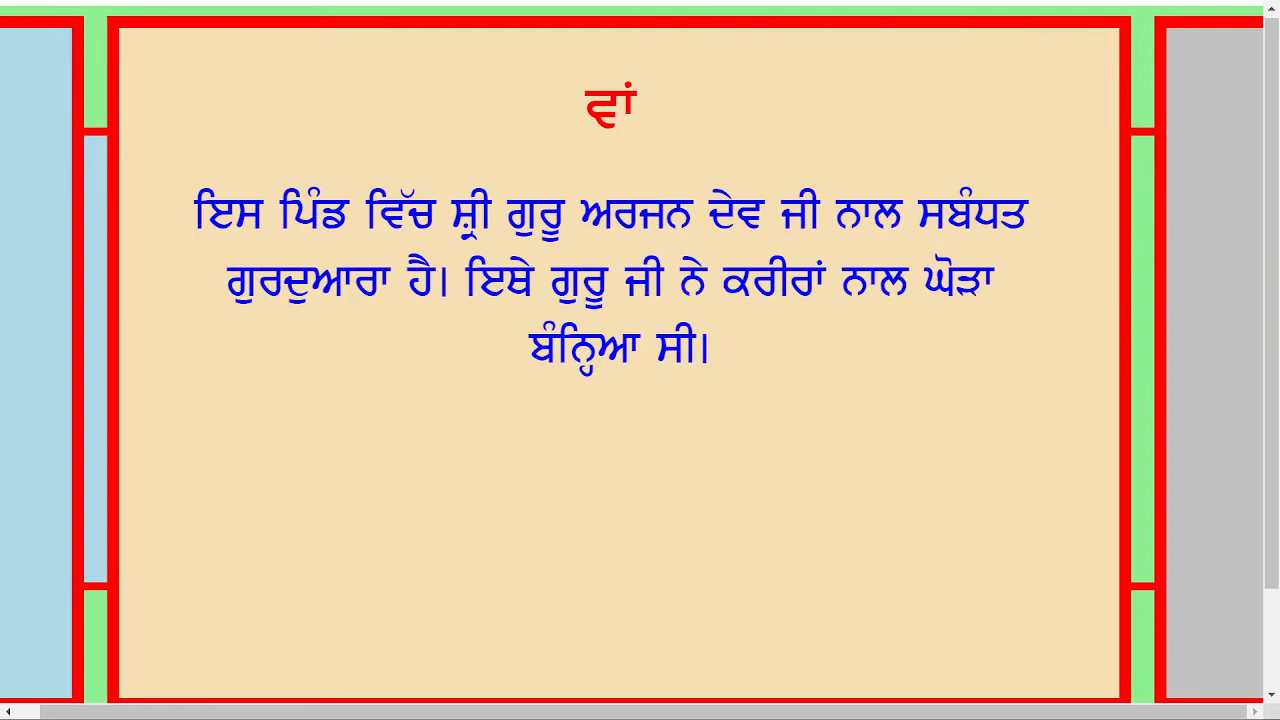 ਵਾਂ
ਇਸ ਪਿੰਡ ਵਿੱਚ ਸ਼੍ਰੀ ਗੁਰੂ ਅਰਜਨ ਦੇਵ ਜੀ ਨਾਲ ਸਬੰਧਤ
ਗੁਰਦੁਆਰਾ ਹੈ। ਇਥੇ ਗੁਰੂ ਜੀ ਨੇ ਕਰੀਰਾਂ ਨਾਲ ਘੋੜਾ
ਬੰਨ੍ਹਿਆ ਸੀ।